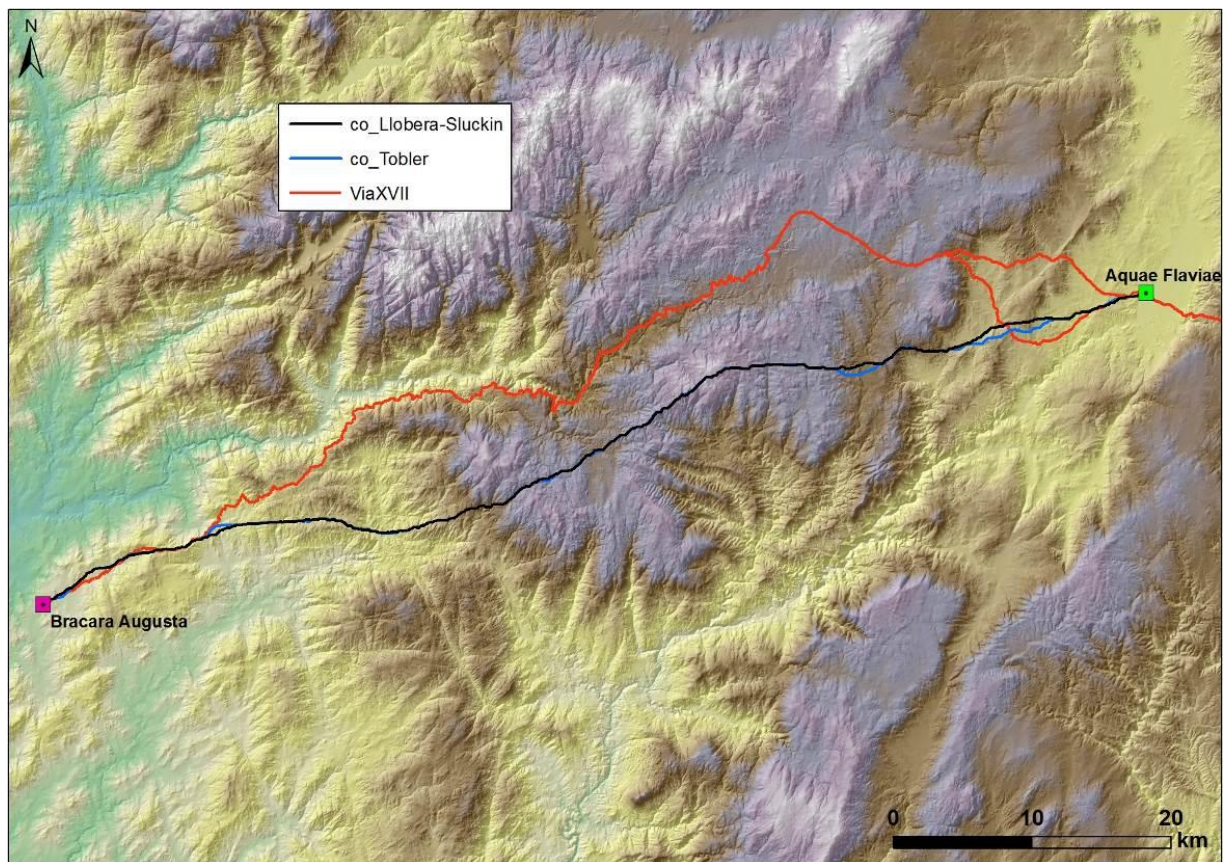 N
co_Llobera-Sluckin
co_Tobler
ViaXVII
Aquae Flaviae
Bracara Augusta
0 10 20
km